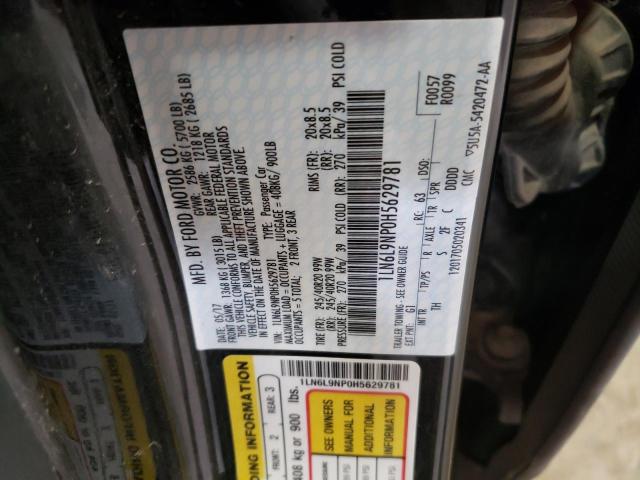 MFD. BY FORD MOTOR CO.
05/17 GVWR: 2586 KG ( 5700 LB)
FRONT GAWR: 1368 KG ( 3015 LB) REAR GAWR: 1218 KG ( 2685 LB)
THIS VEHICLE CONFORMS TO ALL APPLICABLE FEDERAL MOTOR
VEHICLE SAFETY, BUMPER, AND THEFT PREVENTION STANDARDS
IN EFFECT ON THE DATE OF MANUFACTURE SHOWN ABOVE.
VIN: 1LN6L9NP0H5629781 TYPE: Passenger Car
MAXIMUM LOAD = OCCUPANTS + LUGGAGE = 408KG/ 900LB
OCCUPANTS = 5 TOTAL: 2 FRONT, 3 REAR
TIRE (FR): 245/40R20 99W RIMS (FR): 20x8.5
TIRE (RR): 245/40R20 99W (RR): 20x8.5
PRESSURE (FR): 270 kPa/ 39 PSI COLD (RR): 270 kPa/ 39 PSI COLD
1LN6L9NP0H5629781
TRAILER TOWING - SEE OWNER GUIDE F0057
EXT PNT: G1 RC: 63 DSO: R0099
INT TR TP/PS R AXLE TR SPR
TH 5 2F C DDDD
1201705020341 CMC ▽5U5A-5420472-AA
1LN6L9NP0H5629781
FRONT: 2 REAR: 3
408 kg or 900 lbs.
SEE OWNERS
MANUAL FOR
ADDITIONAL
INFORMATION